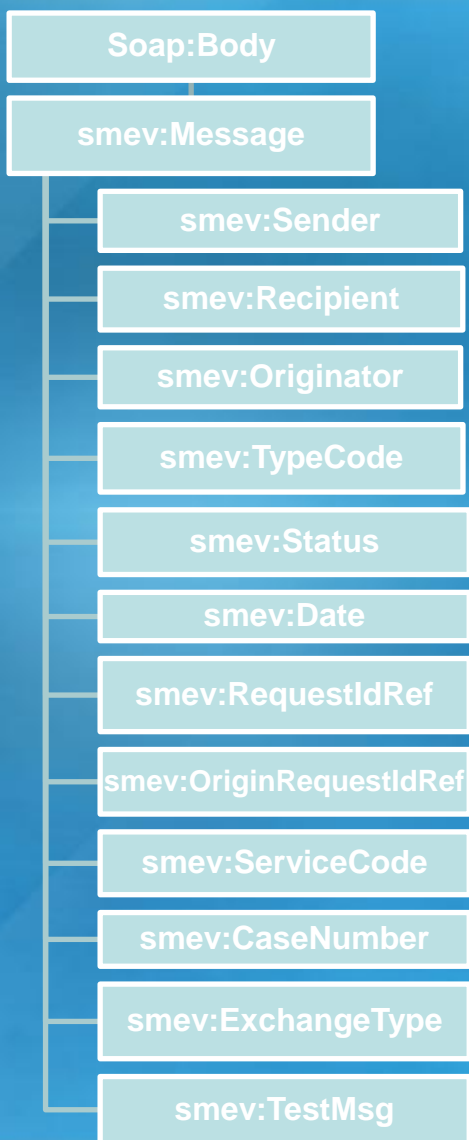 Soap:Body
smev:Message
smev:Sender
smev:Recipient
smev:Originator
smev:TypeCode
smev:Status
smev:Date
smev:RequestIdRef
smev:OriginRequestIdRef
smev:ServiceCode
smev:CaseNumber
smev:ExchangeType
smev:TestMsg